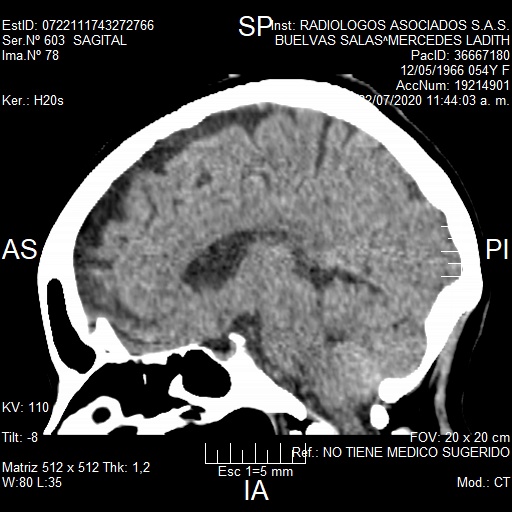 EstID: 0722111743272766
Ser.Nº 603 SAGITAL
Ima.Nº 78
Ker.: H20s
SP
Inst: RADIOLOGOS ASOCIADOS S.A.S.
BUELVAS SALAS^MERCEDES LADITH
PacID: 36667180
12/05/1966 054Y F
AccNum: 19214901
/07/2020 11:44:03 a. m.
AS
PI
KV: 110
Tilt: -8
Matriz 512 x 512 Thk: 1,2
W:80 L:35
Esc 1=5 mm
IA
FOV: 20 x 20 cm
Ref.: NO TIENE MEDICO SUGERIDO
Mod.: CT